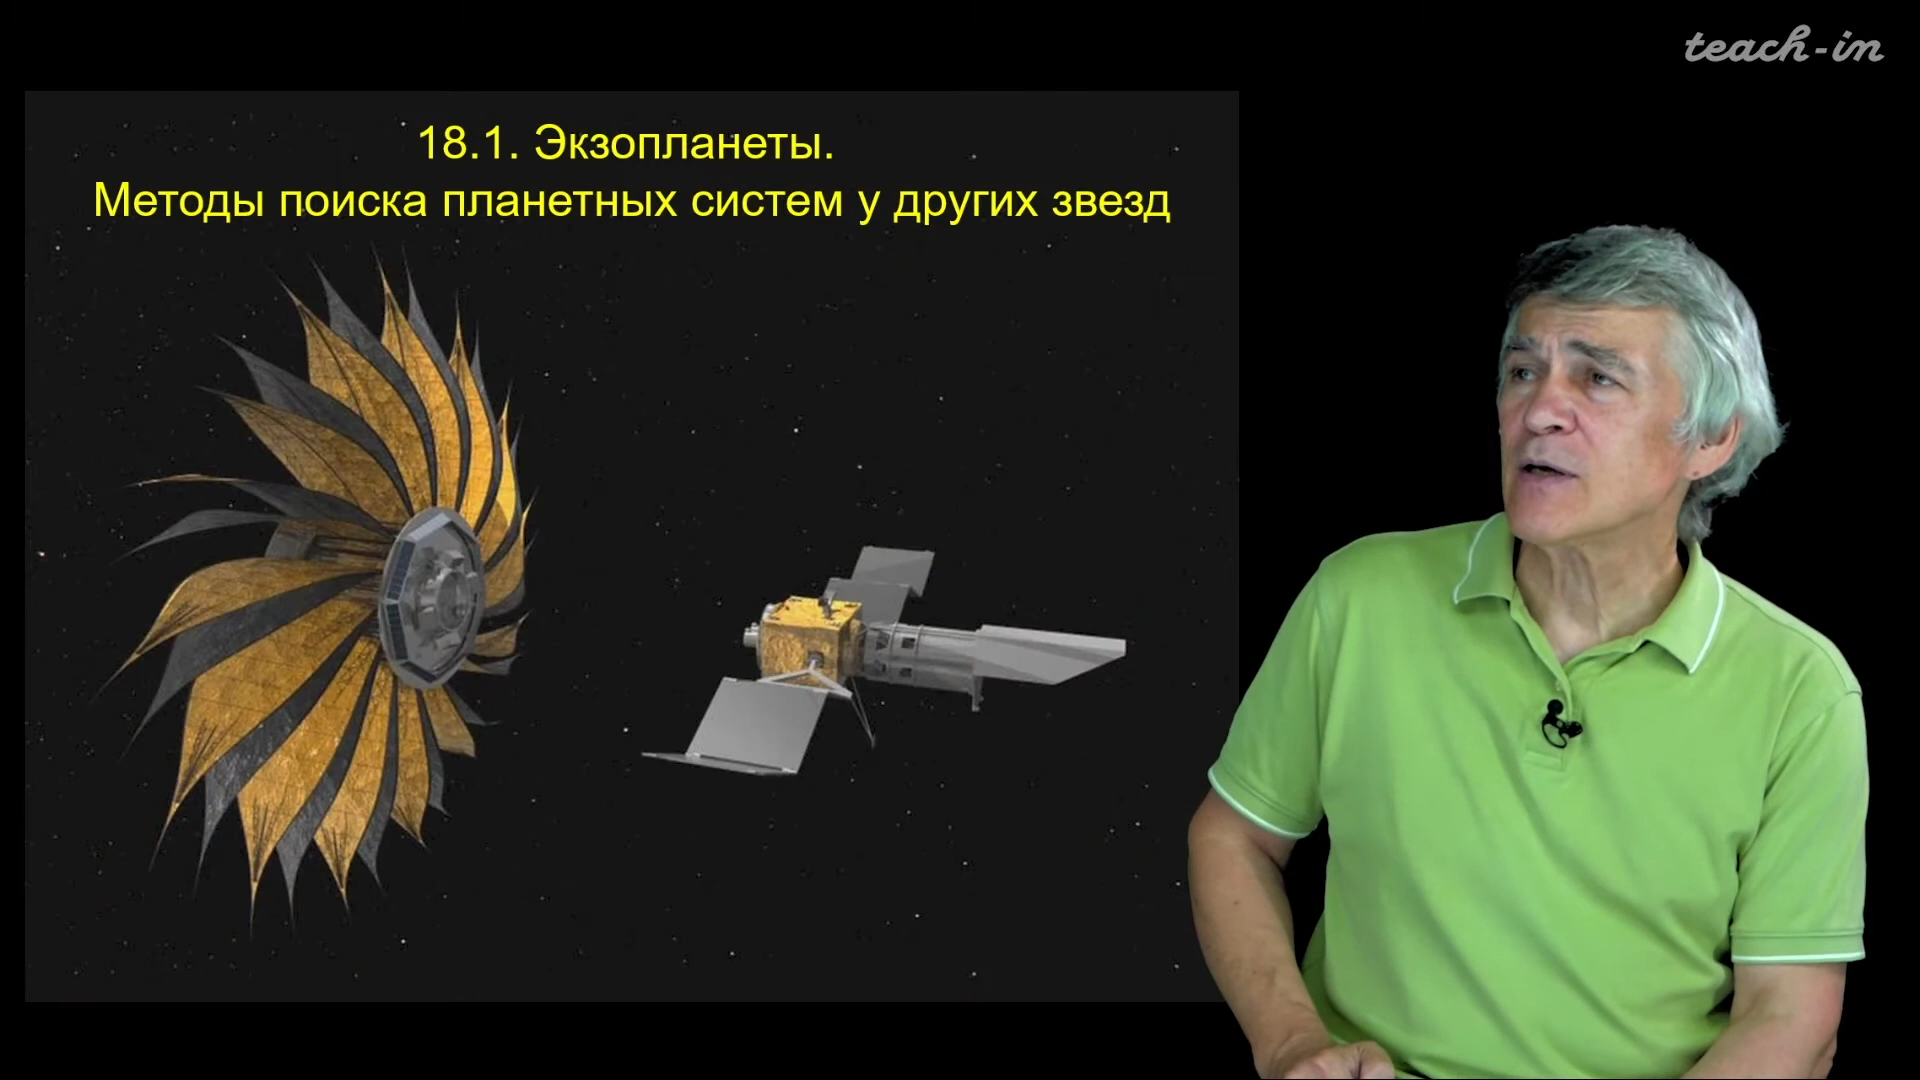 teach-in
18.1. Экзопланеты.
Методы поиска планетных систем у других звезд